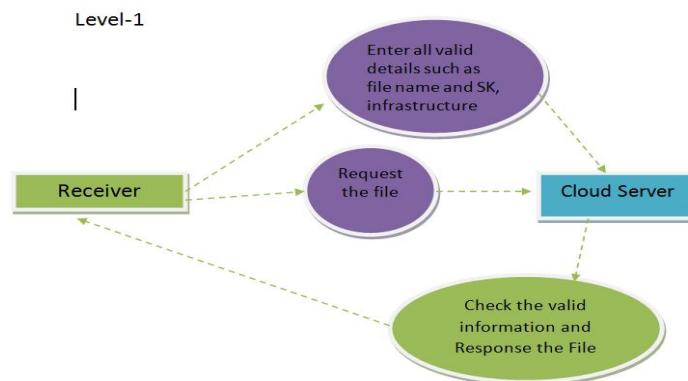 Level-1
Enter all valid
details such as
file name and SK,
infrastructure
Request
the file
Receiver
Cloud Server
Check the valid
information and
Response the File